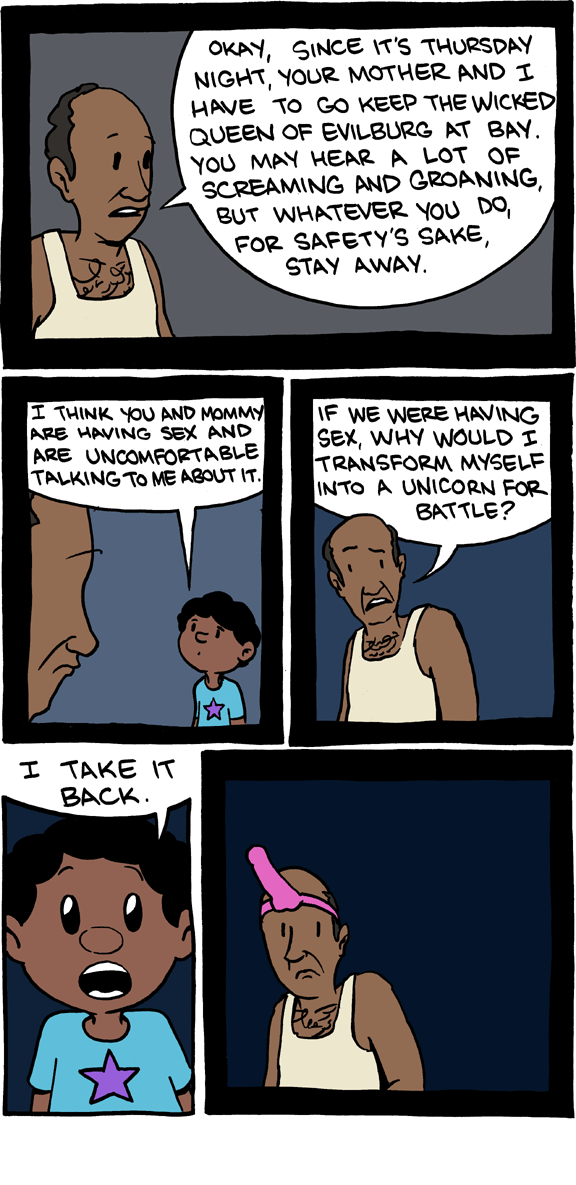 OKAY, SINCE IT'S THURSDAY
NIGHT, YOUR MOTHER AND I
HAVE TO GO KEEP THE WICKED
QUEEN OF EVILBURG AT BAY.
YOU MAY HEAR A LOT OF
SCREAMING AND GROANING,
BUT WHATEVER YOU DO,
FOR SAFETY'S SAKE,
STAY AWAY.
I THINK YOU AND MOMMY
ARE HAVING SEX AND
ARE UNCOMFORTABLE
TALKING TO ME ABOUT IT.
IF WE WERE HAVING
SEX, WHY WOULD I
TRANSFORM MYSELF
INTO A UNICORN FOR
BATTLE?
I TAKE IT
BACK.